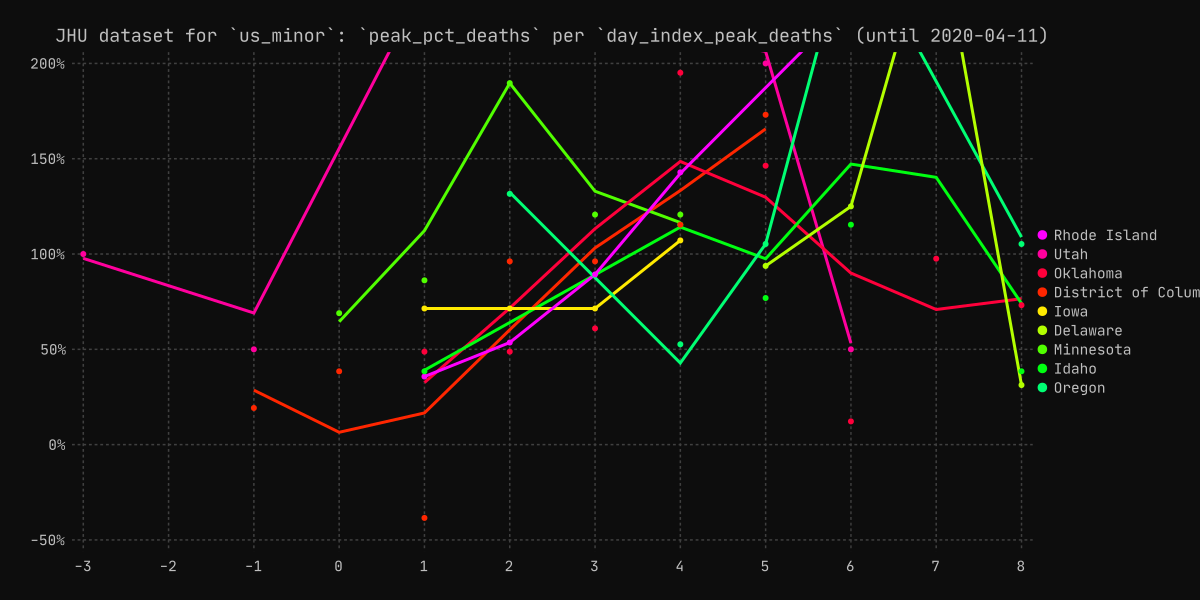 JHU dataset for `us_minor`: `peak_pct_deaths` per `day_index_peak_deaths` (until 2020-04-11)
200%
150%
100%
50%
0%
-50%
-3 -2 -1 0 1 2 3 4 5 6 7 8
Rhode Island
Utah
Oklahoma
District of Colum
Iowa
Delaware
Minnesota
Idaho
Oregon